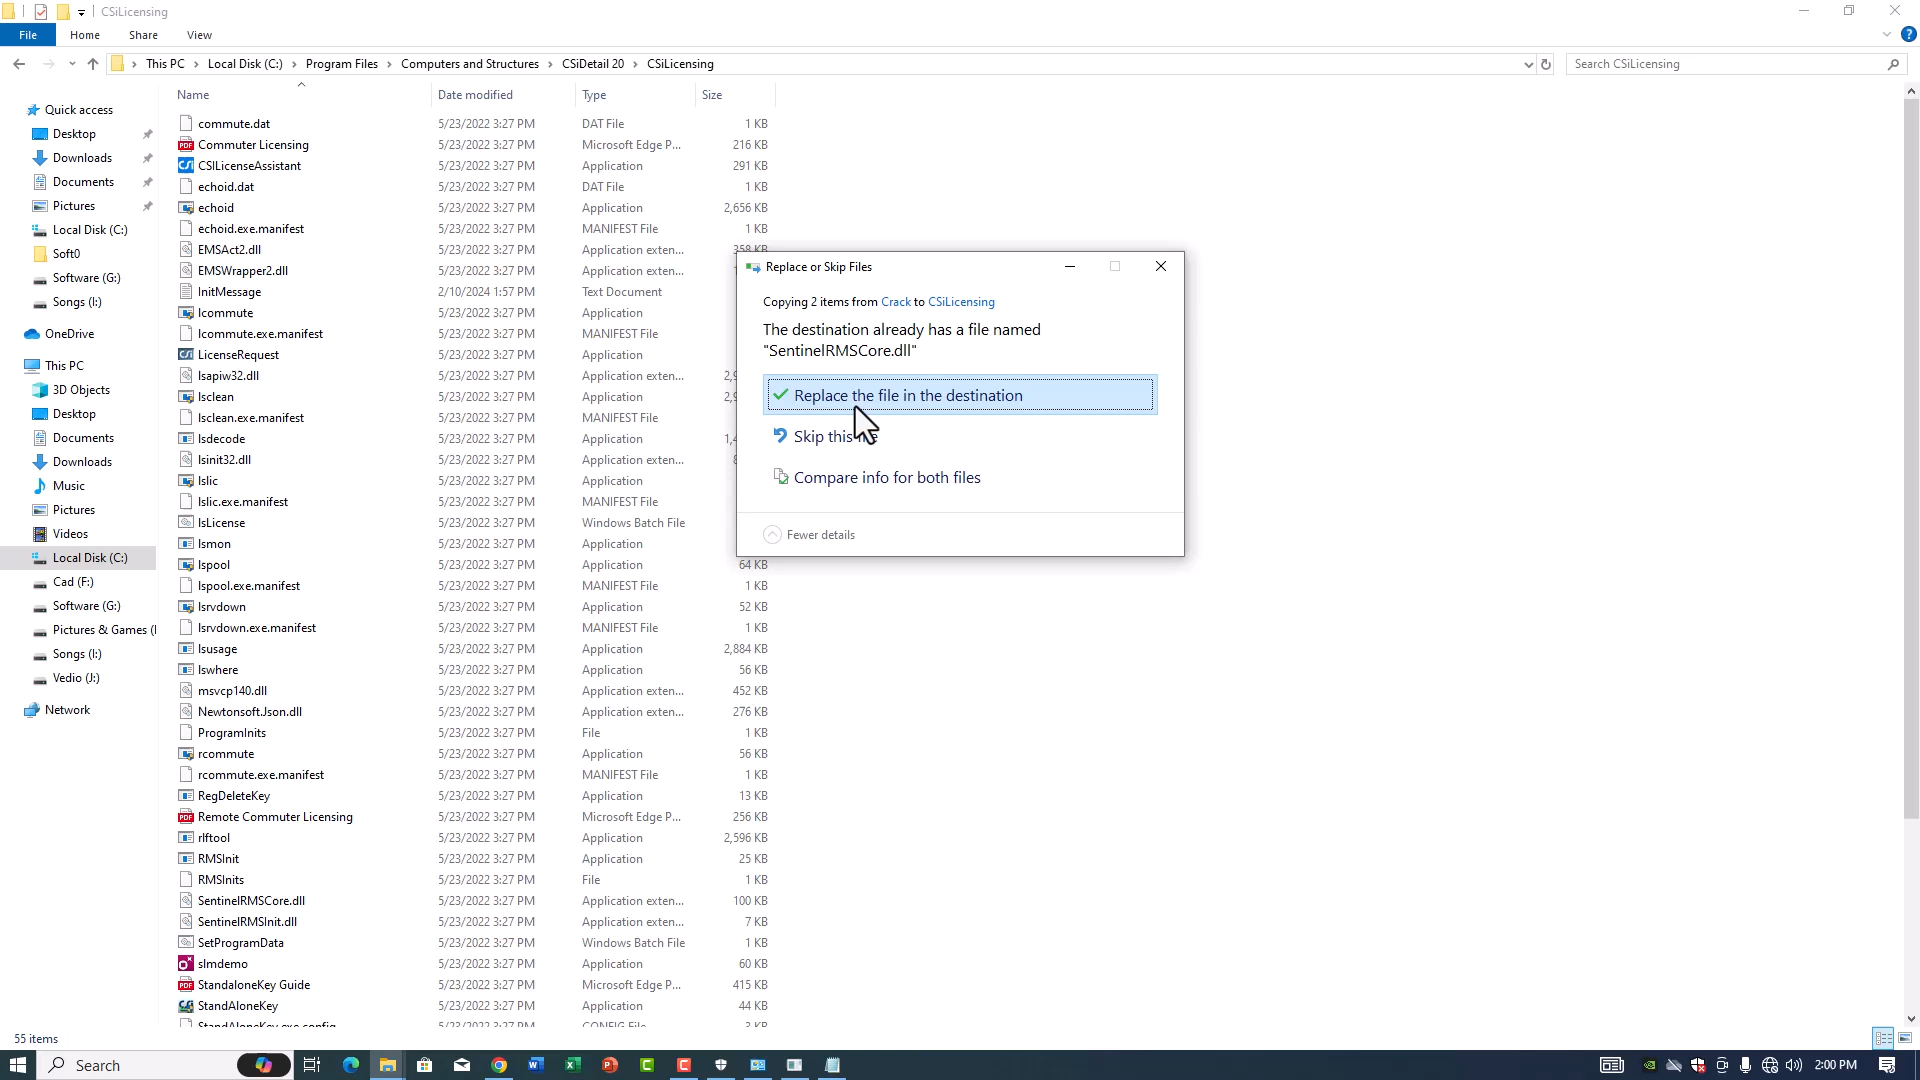 CSiLicensing
File Home Share View
This PC Local Disk (C:) Program Files Computers and Structures CSiDetail 20 CSiLicensing
Search CSiLicensing
Name Date modified Type Size
Quick access
Desktop
Downloads
Documents
Pictures
Local Disk (C:)
Soft0
Software (G:)
Songs (I:)
OneDrive
This PC
3D Objects
Desktop
Documents
Downloads
Music
Pictures
Videos
Local Disk (C:)
Cad (F:)
Software (G:)
Pictures & Games (
Songs (I:)
Vedio (J:)
Network
commute.dat 5/23/2022 3:27 PM DAT File 1 KB
Commuter Licensing 5/23/2022 3:27 PM Microsoft Edge P... 216 KB
CSILicenseAssistant 5/23/2022 3:27 PM Application 291 KB
echoid.dat 5/23/2022 3:27 PM DAT File 1 KB
echoid 5/23/2022 3:27 PM Application 2,656 KB
echoid.exe.manifest 5/23/2022 3:27 PM MANIFEST File 1 KB
EMSAct2.dll 5/23/2022 3:27 PM Application exten... 358 KB
EMSWrapper2.dll 5/23/2022 3:27 PM Application exten...
InitMessage 2/10/2024 1:57 PM Text Document
lcommute 5/23/2022 3:27 PM Application
lcommute.exe.manifest 5/23/2022 3:27 PM MANIFEST File
LicenseRequest 5/23/2022 3:27 PM Application
lsapiw32.dll 5/23/2022 3:27 PM Application exten...
lsclean 5/23/2022 3:27 PM Application
lsclean.exe.manifest 5/23/2022 3:27 PM MANIFEST File
lsdecode 5/23/2022 3:27 PM Application
lsinit32.dll 5/23/2022 3:27 PM Application exten...
lslic 5/23/2022 3:27 PM Application
lslic.exe.manifest 5/23/2022 3:27 PM MANIFEST File
lsLicense 5/23/2022 3:27 PM Windows Batch File
lsmon 5/23/2022 3:27 PM Application
lspool 5/23/2022 3:27 PM Application 64 KB
lspool.exe.manifest 5/23/2022 3:27 PM MANIFEST File 1 KB
lsrvdown 5/23/2022 3:27 PM Application 52 KB
lsrvdown.exe.manifest 5/23/2022 3:27 PM MANIFEST File 1 KB
lsusage 5/23/2022 3:27 PM Application 2,884 KB
lswhere 5/23/2022 3:27 PM Application 56 KB
msvcp140.dll 5/23/2022 3:27 PM Application exten... 452 KB
Newtonsoft.Json.dll 5/23/2022 3:27 PM Application exten... 276 KB
ProgramInits 5/23/2022 3:27 PM File 1 KB
rcommute 5/23/2022 3:27 PM Application 56 KB
rcommute.exe.manifest 5/23/2022 3:27 PM MANIFEST File 1 KB
RegDeleteKey 5/23/2022 3:27 PM Application 13 KB
Remote Commuter Licensing 5/23/2022 3:27 PM Microsoft Edge P... 256 KB
rlftool 5/23/2022 3:27 PM Application 2,596 KB
RMSInit 5/23/2022 3:27 PM Application 25 KB
RMSInits 5/23/2022 3:27 PM File 1 KB
SentinelRMSCore.dll 5/23/2022 3:27 PM Application exten... 100 KB
SentinelRMSInit.dll 5/23/2022 3:27 PM Application exten... 7 KB
SetProgramData 5/23/2022 3:27 PM Windows Batch File 1 KB
slmdemo 5/23/2022 3:27 PM Application 60 KB
StandaloneKey Guide 5/23/2022 3:27 PM Microsoft Edge P... 415 KB
StandAloneKey 5/23/2022 3:27 PM Application 44 KB
StandAloneKey.exe.config 5/23/2022 3:27 PM CONFIG File 3 KB
Replace or Skip Files
Copying 2 items from Crack to CSiLicensing
The destination already has a file named
"SentinelRMSCore.dll"
Replace the file in the destination
Skip this file
Compare info for both files
Fewer details
55 items
Search
2:00 PM